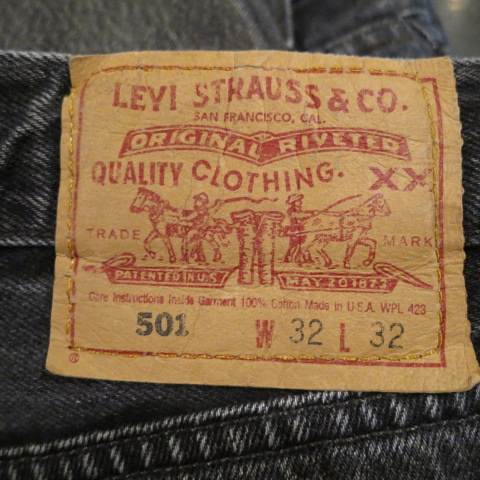 LEVI STRAUSS & CO.
SAN FRANCISCO, CAL.
ORIGINAL RIVETED
QUALITY CLOTHING. XX
TRADE MARK
PATENTED IN U.S. MAY 20 1873
Care Instructions Inside Garment 100% Cotton Made in U.S.A. WPL 423
501 W 32 L 32
®